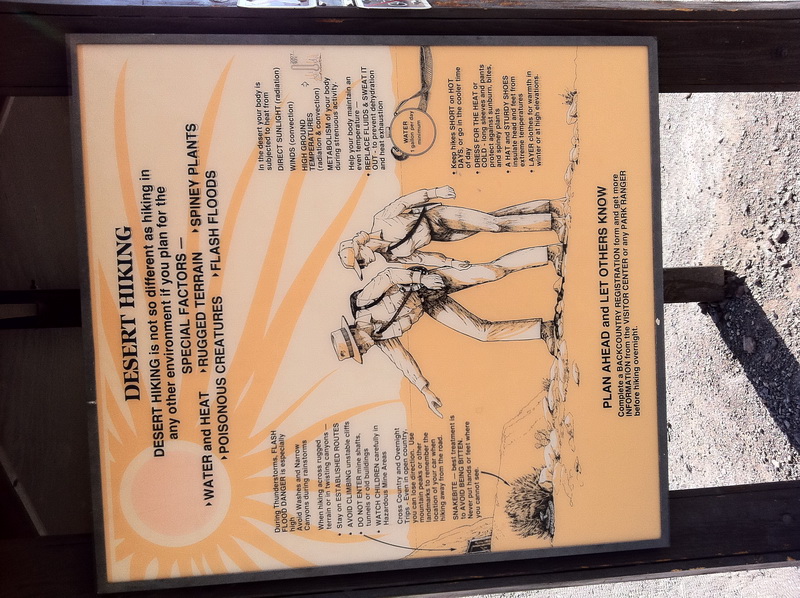 DESERT HIKING
DESERT HIKING is not so different as hiking in
any other environment if you plan for the
SPECIAL FACTORS —
WATER and HEAT
RUGGED TERRAIN
SPINEY PLANTS
POISONOUS CREATURES
FLASH FLOODS
During Thunderstorms, FLASH
FLOOD DANGER is especially
high
Avoid Washes and Narrow
Canyons during rainstorms
When hiking across rugged
terrain or in twisting canyons —
• Stay on ESTABLISHED ROUTES
• AVOID CLIMBING unstable cliffs
• DO NOT ENTER mine shafts,
tunnels or old buildings
• WATCH CHILDREN carefully in
Hazardous Mine Areas
Cross Country and Overnight
Trips — Even in open country,
you can lose direction. Use
mountain peaks or other
landmarks to remember the
location of your car when
hiking away from the road.
SNAKEBITE — best treatment is
to AVOID BEING BITTEN.
Never put hands or feet where
you cannot see.
In the desert your body is
subjected to heat from
DIRECT SUNLIGHT (radiation)
WINDS (convection)
HIGH GROUND
TEMPERATURES
(radiation & convection)
METABOLISM of your body
during strenuous activity.
Help your body maintain an
even temperature —
REPLACE FLUIDS & SWEAT IT
OUT - to prevent dehydration
and heat exhaustion
WATER
1 gallon per day
minimum
• Keep hikes SHORT on HOT
DAYS, or go in the cooler time
of day
• DRESS FOR THE HEAT or
COLD - long sleeves and pants
protect against sunburn, bites,
and spiney plants
• A HAT and STURDY SHOES
insulate head and feet from
extreme temperatures
• LAYER clothes for warmth in
winter or at high elevations.
PLAN AHEAD and LET OTHERS KNOW
Complete a BACKCOUNTRY REGISTRATION form and get more
INFORMATION from the VISITOR CENTER or any PARK RANGER
before hiking overnight.